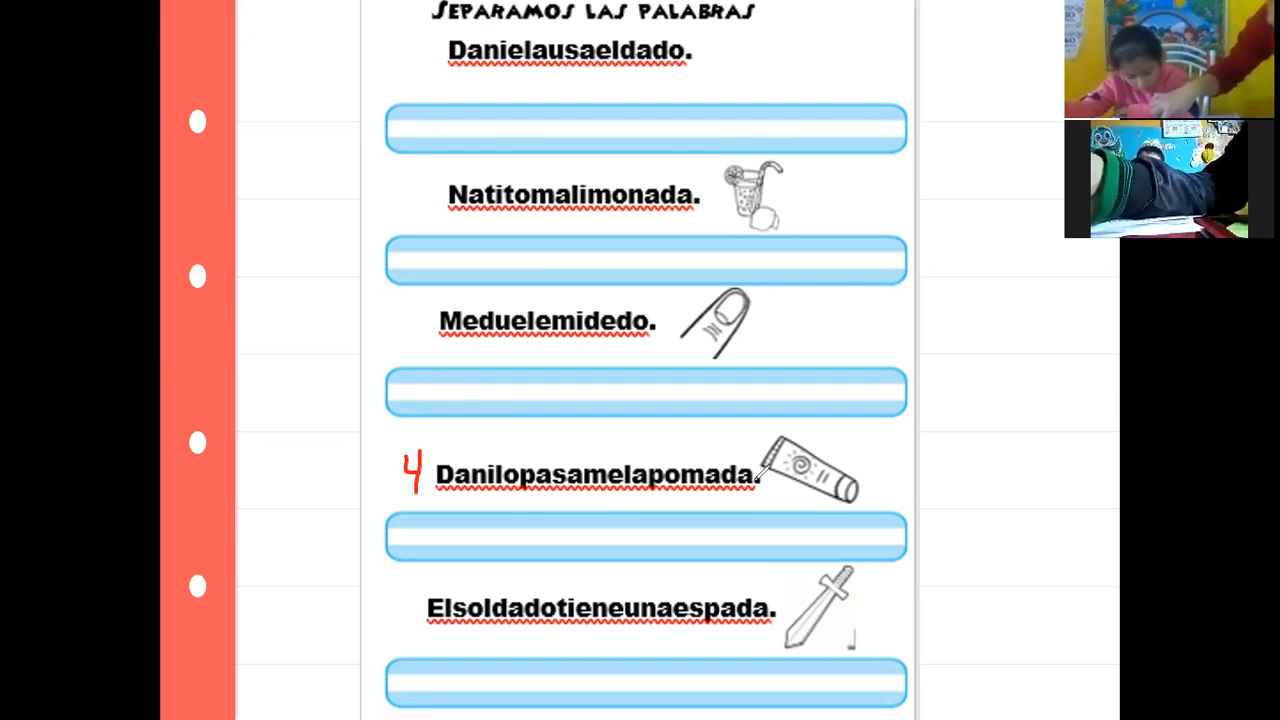 SEPARAMOS LAS PALABRAS
Danielausaeldado.
Natitomalimonada.
Meduelemidedo.
4 Danilopasamelapomada.
Elsoldadotieneunaespada.